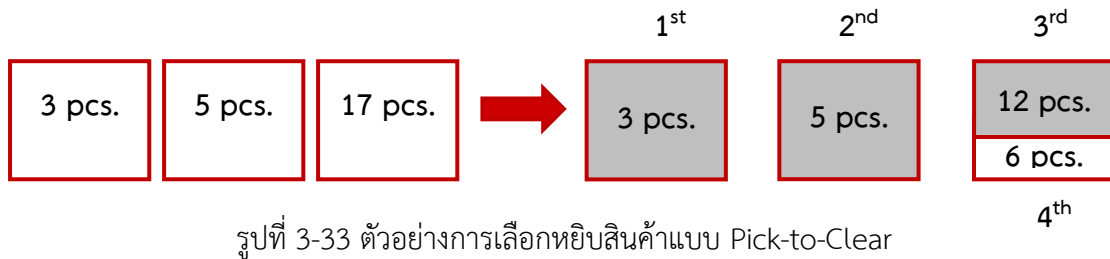 1st 2nd 3rd
3 pcs. 5 pcs. 17 pcs. 3 pcs. 5 pcs. 12 pcs.
6 pcs.
4th
รูปที่ 3-33 ตัวอย่างการเลือกหยิบสินค้าแบบ Pick-to-Clear